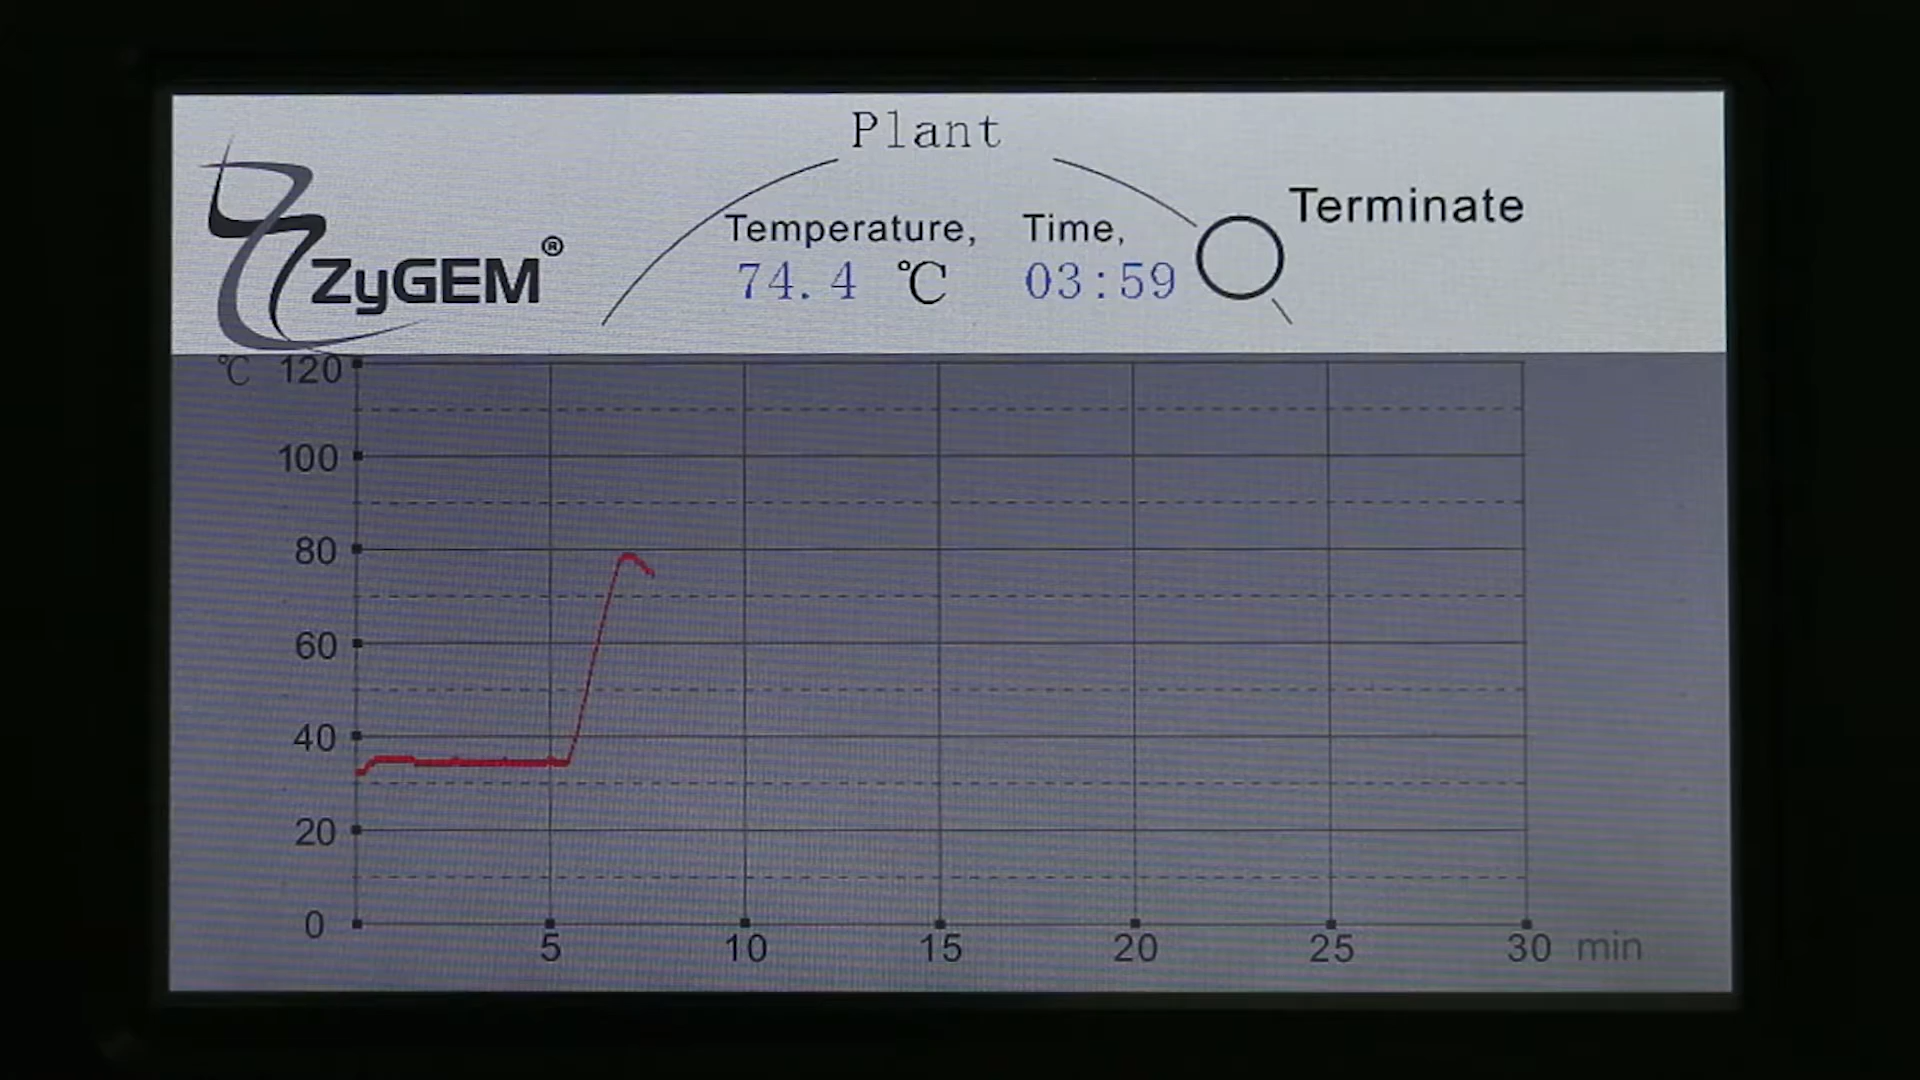 Plant
Terminate
Temperature, Time,
74.4 ℃ 03:59
ZyGEM®
℃ 120
100
80
60
40
20
0
5 10 15 20 25 30 min